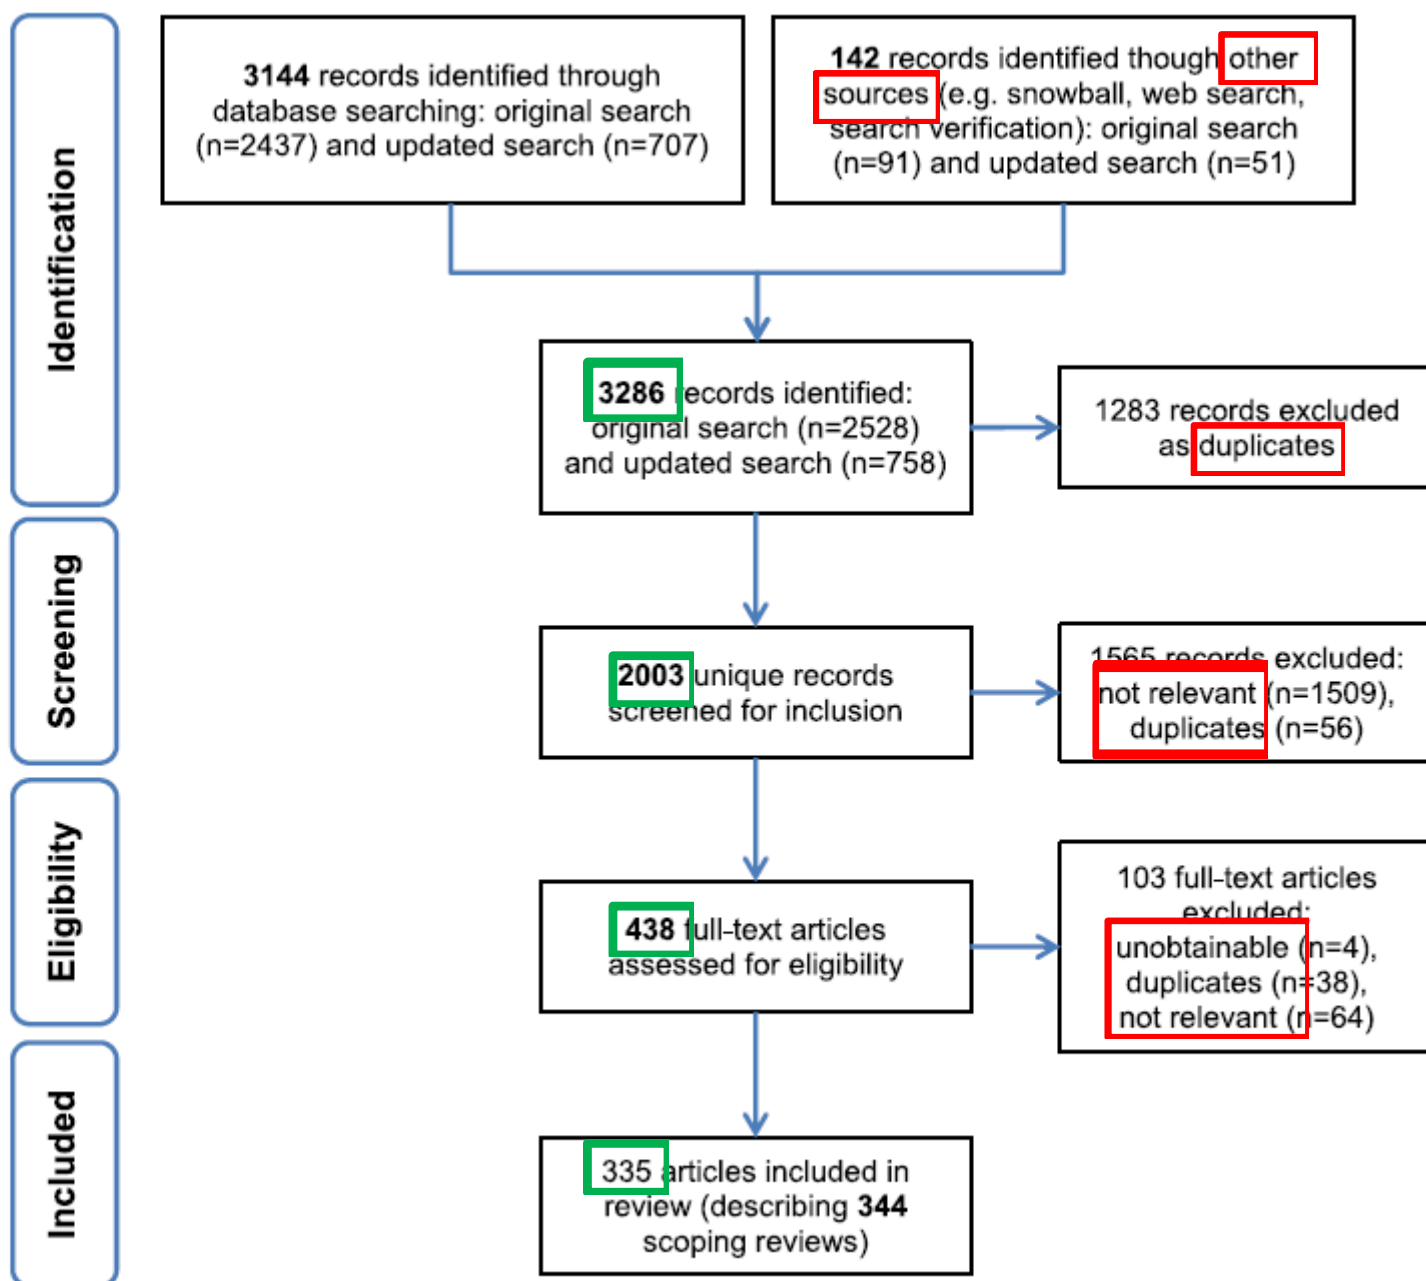 Identification
3144 records identified through
database searching: original search
(n=2437) and updated search (n=707)
142 records identified though other
sources (e.g. snowball, web search,
search verification): original search
(n=91) and updated search (n=51)
3286 records identified:
original search (n=2528)
and updated search (n=758)
1283 records excluded
as duplicates
Screening
2003 unique records
screened for inclusion
1565 records excluded:
not relevant (n=1509),
duplicates (n=56)
Eligibility
438 full-text articles
assessed for eligibility
103 full-text articles
excluded:
unobtainable (n=4),
duplicates (n=38),
not relevant (n=64)
Included
335 articles included in
review (describing 344
scoping reviews)